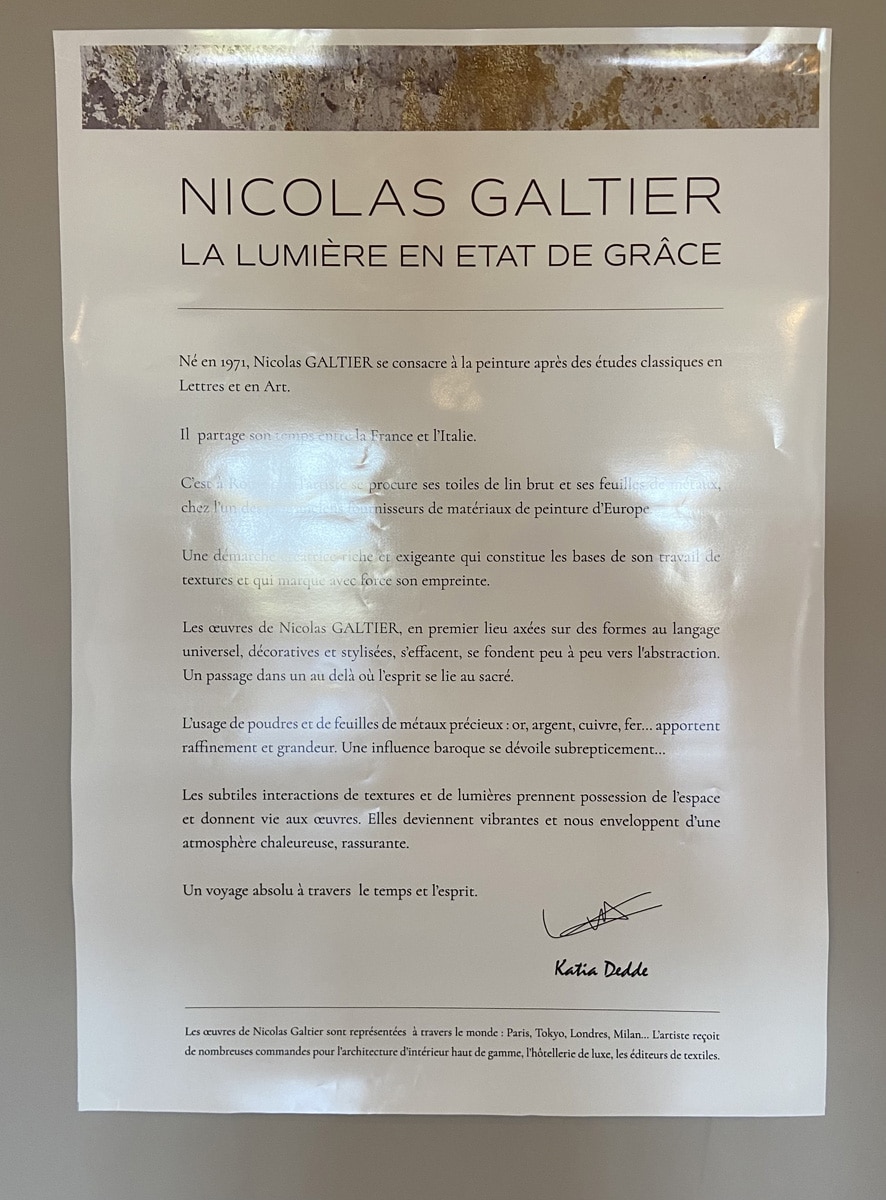 NICOLAS GALTIER
LA LUMIÈRE EN ETAT DE GRÂCE
Né en 1971, Nicolas GALTIER se consacre à la peinture après des études classiques en
Lettres et en Art.
Il partage son temps entre la France et l'Italie.
C'est à l'artiste se procure ses toiles de lin brut et ses feuilles de métaux,
chez l'un des fournisseurs de matériaux de peinture d'Europe
Une démarche créatrice riche et exigeante qui constitue les bases de son travail de
textures et qui marque avec force son empreinte.
Les œuvres de Nicolas GALTIER, en premier lieu axées sur des formes au langage
universel, décoratives et stylisées, s'effacent, se fondent peu à peu vers l'abstraction.
Un passage dans un au delà où l'esprit se lie au sacré.
L'usage de poudres et de feuilles de métaux précieux : or, argent, cuivre, fer... apportent
raffinement et grandeur. Une influence baroque se dévoile subrepticement...
Les subtiles interactions de textures et de lumières prennent possession de l'espace
et donnent vie aux œuvres. Elles deviennent vibrantes et nous enveloppent d'une
atmosphère chaleureuse, rassurante.
Un voyage absolu à travers le temps et l'esprit.
Katia Dedde
Les œuvres de Nicolas Galtier sont représentées à travers le monde : Paris, Tokyo, Londres, Milan... L'artiste reçoit
de nombreuses commandes pour l'architecture d'intérieur haut de gamme, l'hôtellerie de luxe, les éditeurs de textiles.